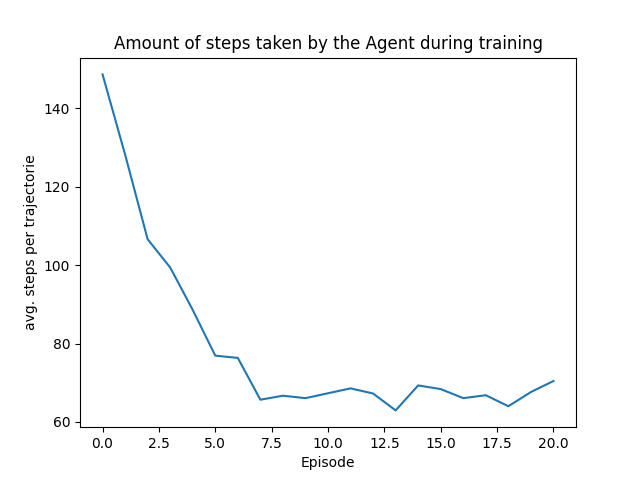 Amount of steps taken by the Agent during training
avg. steps per trajectorie
140
120
100
80
60
0.0 2.5 5.0 7.5 10.0 12.5 15.0 17.5 20.0
Episode